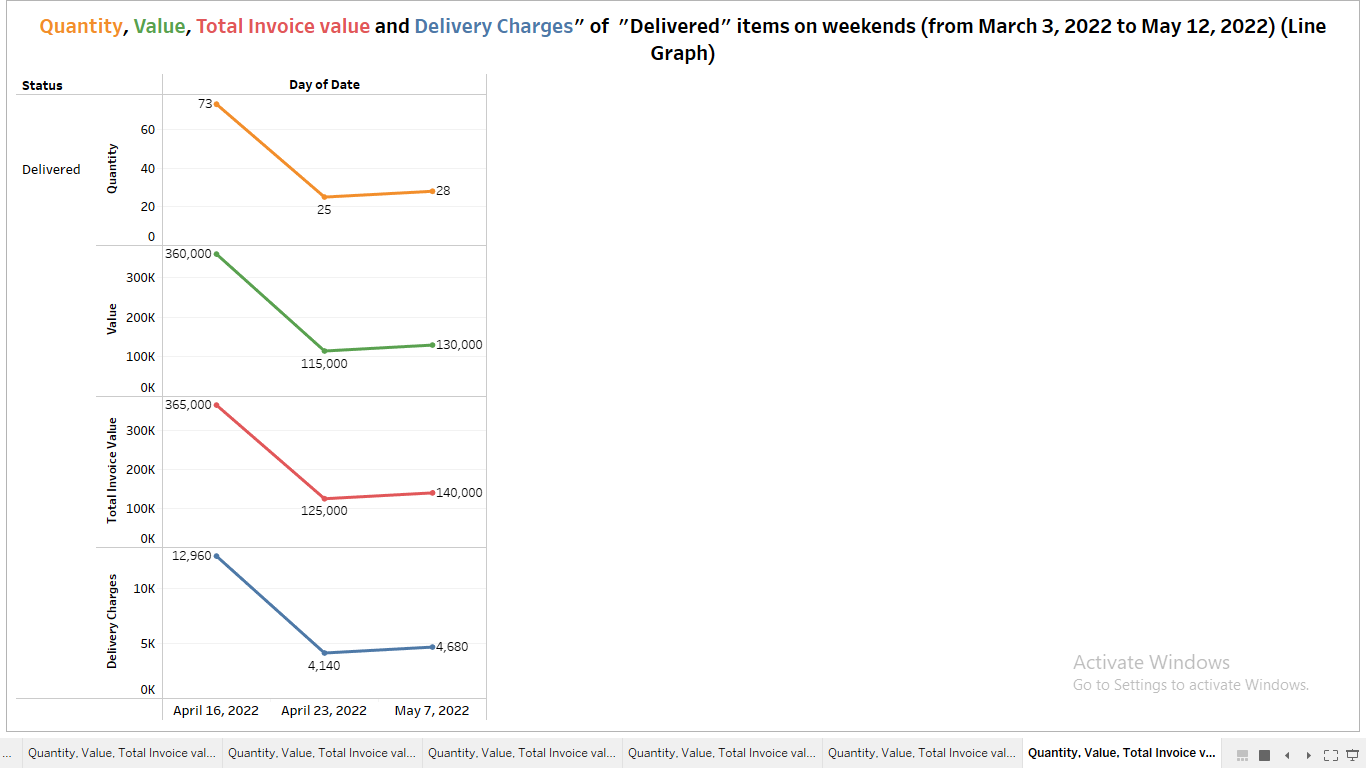 Quantity, Value, Total Invoice value and Delivery Charges” of ”Delivered” items on weekends (from March 3, 2022 to May 12, 2022) (Line
Graph)
Status
Day of Date
Delivered
Quantity
73
60
40
20
0
25
28
Value
360,000
300K
200K
100K
0K
115,000
130,000
Total Invoice Value
365,000
300K
200K
100K
0K
125,000
140,000
Delivery Charges
12,960
10K
5K
0K
4,140
4,680
April 16, 2022
April 23, 2022
May 7, 2022
Activate Windows
Go to Settings to activate Windows.
...
Quantity, Value, Total Invoice val...
Quantity, Value, Total Invoice val...
Quantity, Value, Total Invoice val...
Quantity, Value, Total Invoice val...
Quantity, Value, Total Invoice val...
Quantity, Value, Total Invoice v...